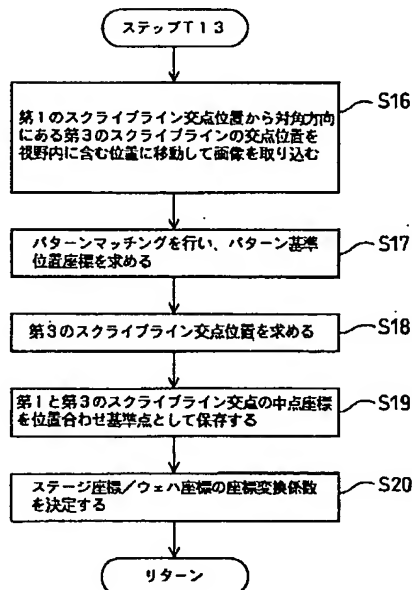 ステップT13
第1のスクライブライン交点位置から対角方向
にある第3のスクライブラインの交点位置を
視野内に含む位置に移動して画像を取り込む
S16
パターンマッチングを行い、パターン基準
位置座標を求める
S17
第3のスクライブライン交点位置を求める
S18
第1と第3のスクライブライン交点の中点座標
を位置合わせ基準点として保存する
S19
ステージ座標/ウェハ座標の座標変換係数
を決定する
S20
リターン